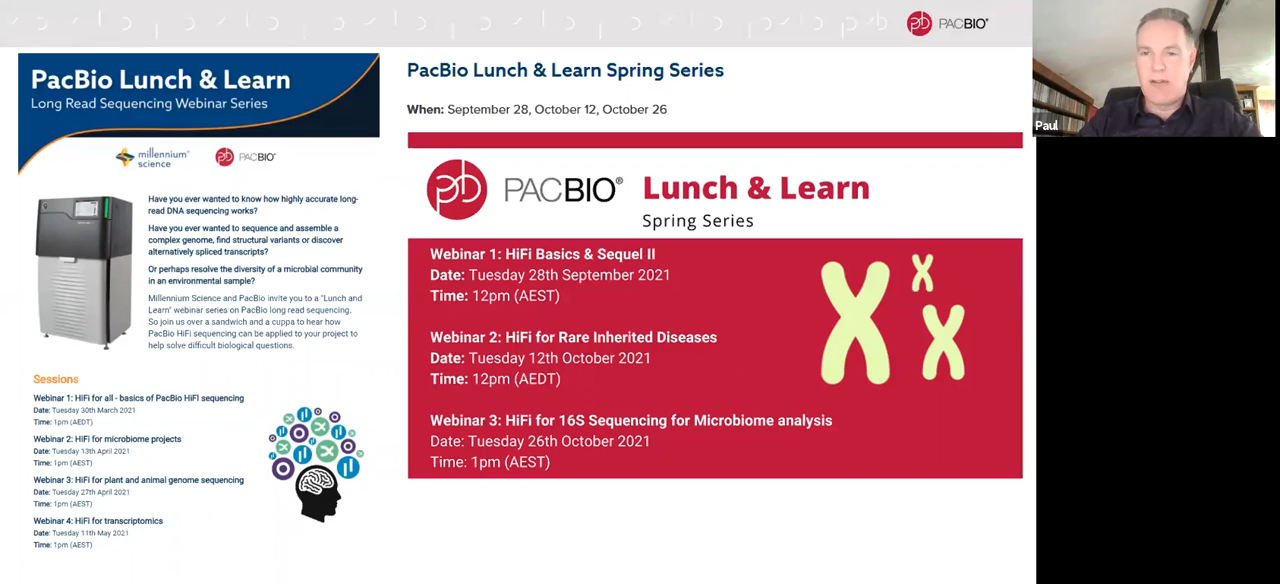 PACBIO®
PacBio Lunch & Learn
Long Read Sequencing Webinar Series
millennium®
science
PACBIO®
Have you ever wanted to know how highly accurate long-
read DNA sequencing works?
Have you ever wanted to sequence and assemble a
complex genome, find structural variants or discover
alternatively spliced transcripts?
Or perhaps resolve the diversity of a microbial community
in an environmental sample?
Millennium Science and PacBio invite you to a "Lunch and
Learn" webinar series on PacBio long read sequencing.
So join us over a sandwich and a cuppa to hear how
PacBio HiFi sequencing can be applied to your project to
help solve difficult biological questions.
Sessions
Webinar 1: HiFi for all - basics of PacBio HiFI sequencing
Date: Tuesday 30th March 2021
Time: 1pm (AEDT)
Webinar 2: HiFi for microbiome projects
Date: Tuesday 13th April 2021
Time: 1pm (AEST)
Webinar 3: HiFi for plant and animal genome sequencing
Date: Tuesday 27th April 2021
Time: 1pm (AEST)
Webinar 4: HiFi for transcriptomics
Date: Tuesday 11th May 2021
Time: 1pm (AEST)
PacBio Lunch & Learn Spring Series
When: September 28, October 12, October 26
PACBIO® Lunch & Learn
Spring Series
Webinar 1: HiFi Basics & Sequel II
Date: Tuesday 28th September 2021
Time: 12pm (AEST)
Webinar 2: HiFi for Rare Inherited Diseases
Date: Tuesday 12th October 2021
Time: 12pm (AEDT)
Webinar 3: HiFi for 16S Sequencing for Microbiome analysis
Date: Tuesday 26th October 2021
Time: 1pm (AEST)
Paul